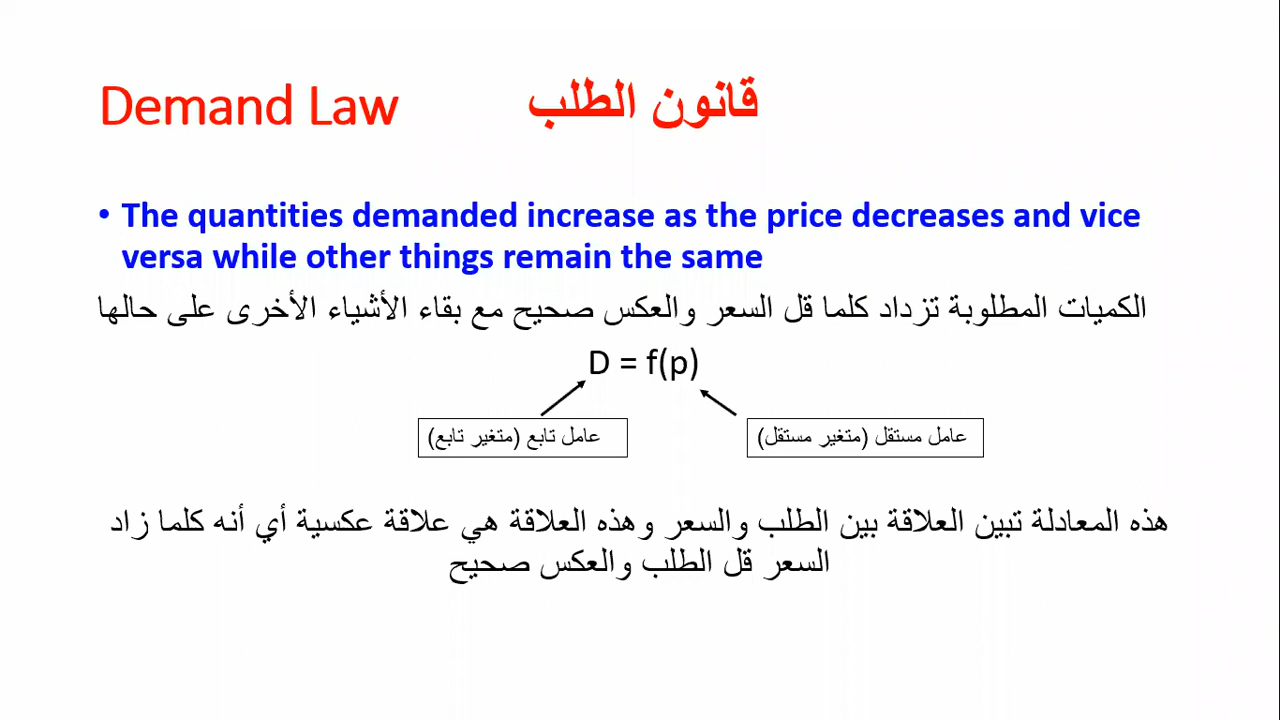 Demand Law قانون الطلب
• The quantities demanded increase as the price decreases and vice
versa while other things remain the same
الكميات المطلوبة تزداد كلما قل السعر والعكس صحيح مع بقاء الأشياء الأخرى على حالها
D = f(p)
عامل تابع (متغير تابع)
عامل مستقل (متغير مستقل)
هذه المعادلة تبين العلاقة بين الطلب والسعر وهذه العلاقة هي علاقة عكسية أي أنه كلما زاد
السعر قل الطلب والعكس صحيح